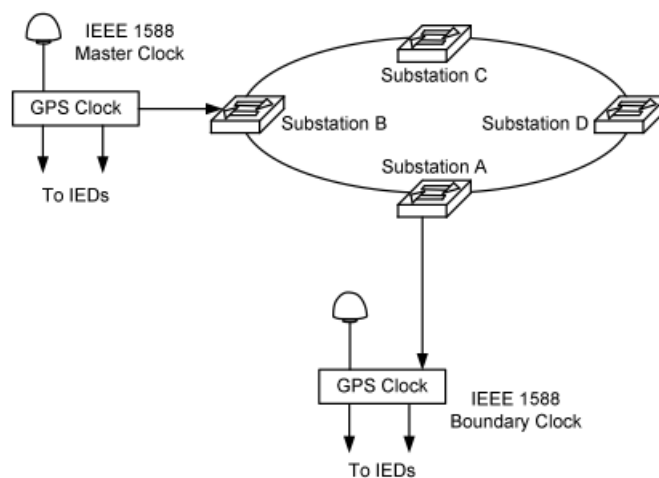 IEEE 1588
Master Clock
GPS Clock
To IEDs
Substation C
Substation B
Substation D
Substation A
GPS Clock
IEEE 1588
Boundary Clock
To IEDs